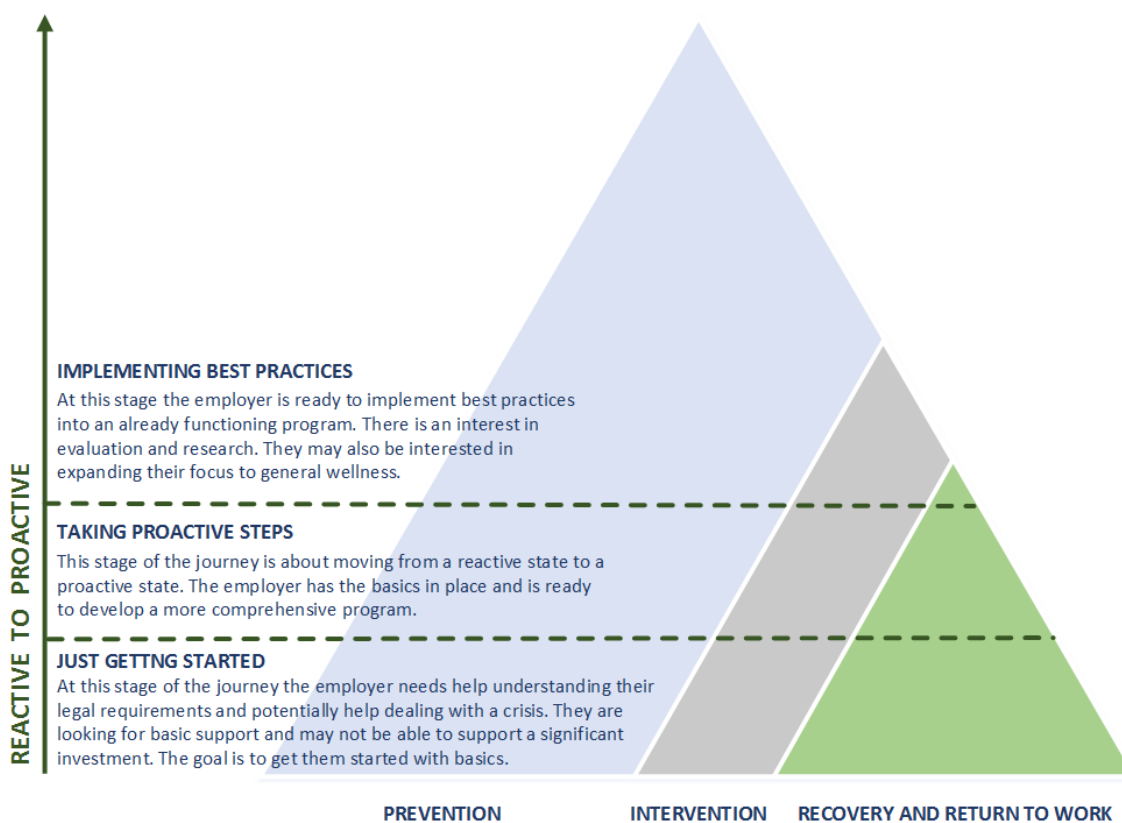 REACTIVE TO PROACTIVE
IMPLEMENTING BEST PRACTICES
At this stage the employer is ready to implement best practices
into an already functioning program. There is an interest in
evaluation and research. They may also be interested in
expanding their focus to general wellness.
TAKING PROACTIVE STEPS
This stage of the journey is about moving from a reactive state to a
proactive state. The employer has the basics in place and is ready
to develop a more comprehensive program.
JUST GETTNG STARTED
At this stage of the journey the employer needs help understanding their
legal requirements and potentially help dealing with a crisis. They are
looking for basic support and may not be able to support a significant
investment. The goal is to get them started with basics.
PREVENTION
INTERVENTION
RECOVERY AND RETURN TO WORK